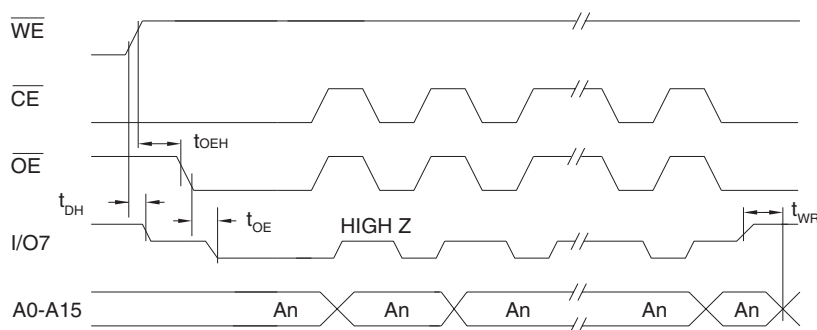 WE
CE
tOEH
OE
tDH
tOE
HIGH Z
tWR
I/O7
A0-A15 An An An An An